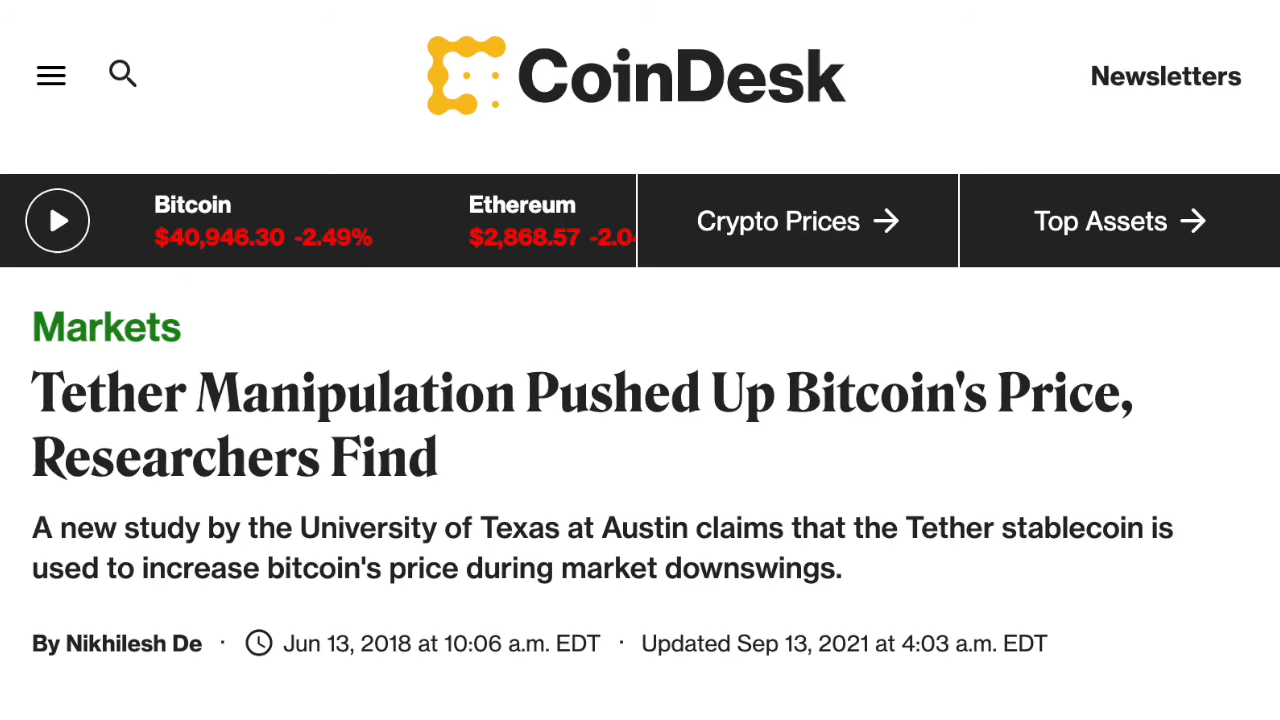 CoinDesk
Newsletters
Bitcoin
$40,946.30 -2.49%
Ethereum
$2,868.57 -2.04
Crypto Prices →
Top Assets →
Markets
Tether Manipulation Pushed Up Bitcoin's Price,
Researchers Find
A new study by the University of Texas at Austin claims that the Tether stablecoin is
used to increase bitcoin's price during market downswings.
By Nikhilesh De · Jun 13, 2018 at 10:06 a.m. EDT · Updated Sep 13, 2021 at 4:03 a.m. EDT